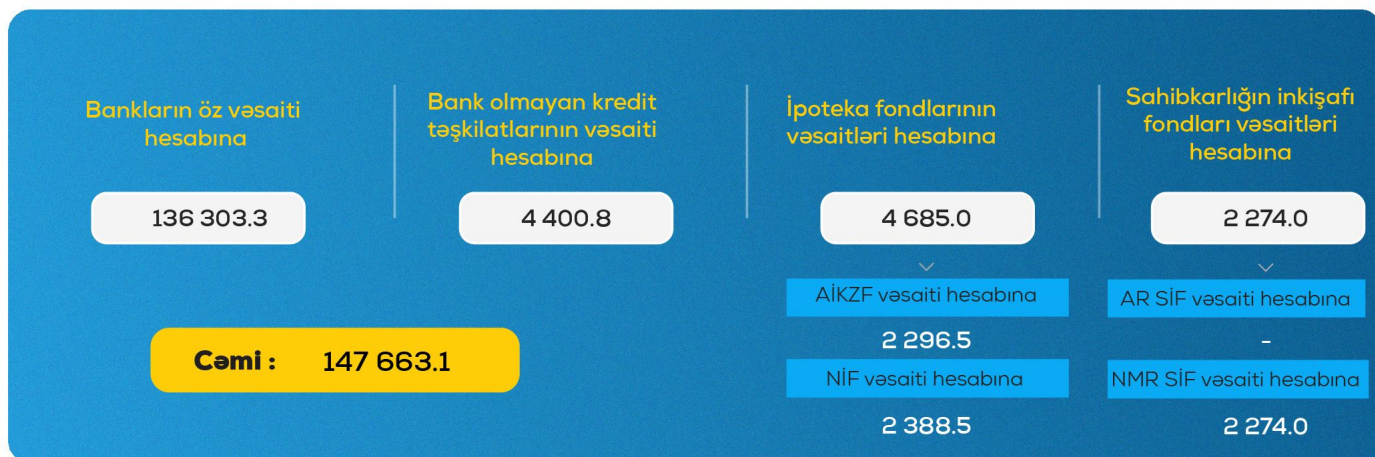 Bankların öz vəsaiti
hesabına
136 303.3
Bank olmayan kredit
təşkilatlarının vəsaiti
hesabına
4 400.8
İpoteka fondlarının
vəsaitləri hesabına
4 685.0
AİKZF vəsaiti hesabına
2 296.5
NİF vəsaiti hesabına
2 388.5
Sahibkarlığın inkişafı
fondları vəsaitləri
hesabına
2 274.0
AR SİF vəsaiti hesabına
-
NMR SİF vəsaiti hesabına
2 274.0
Cəmi : 147 663.1